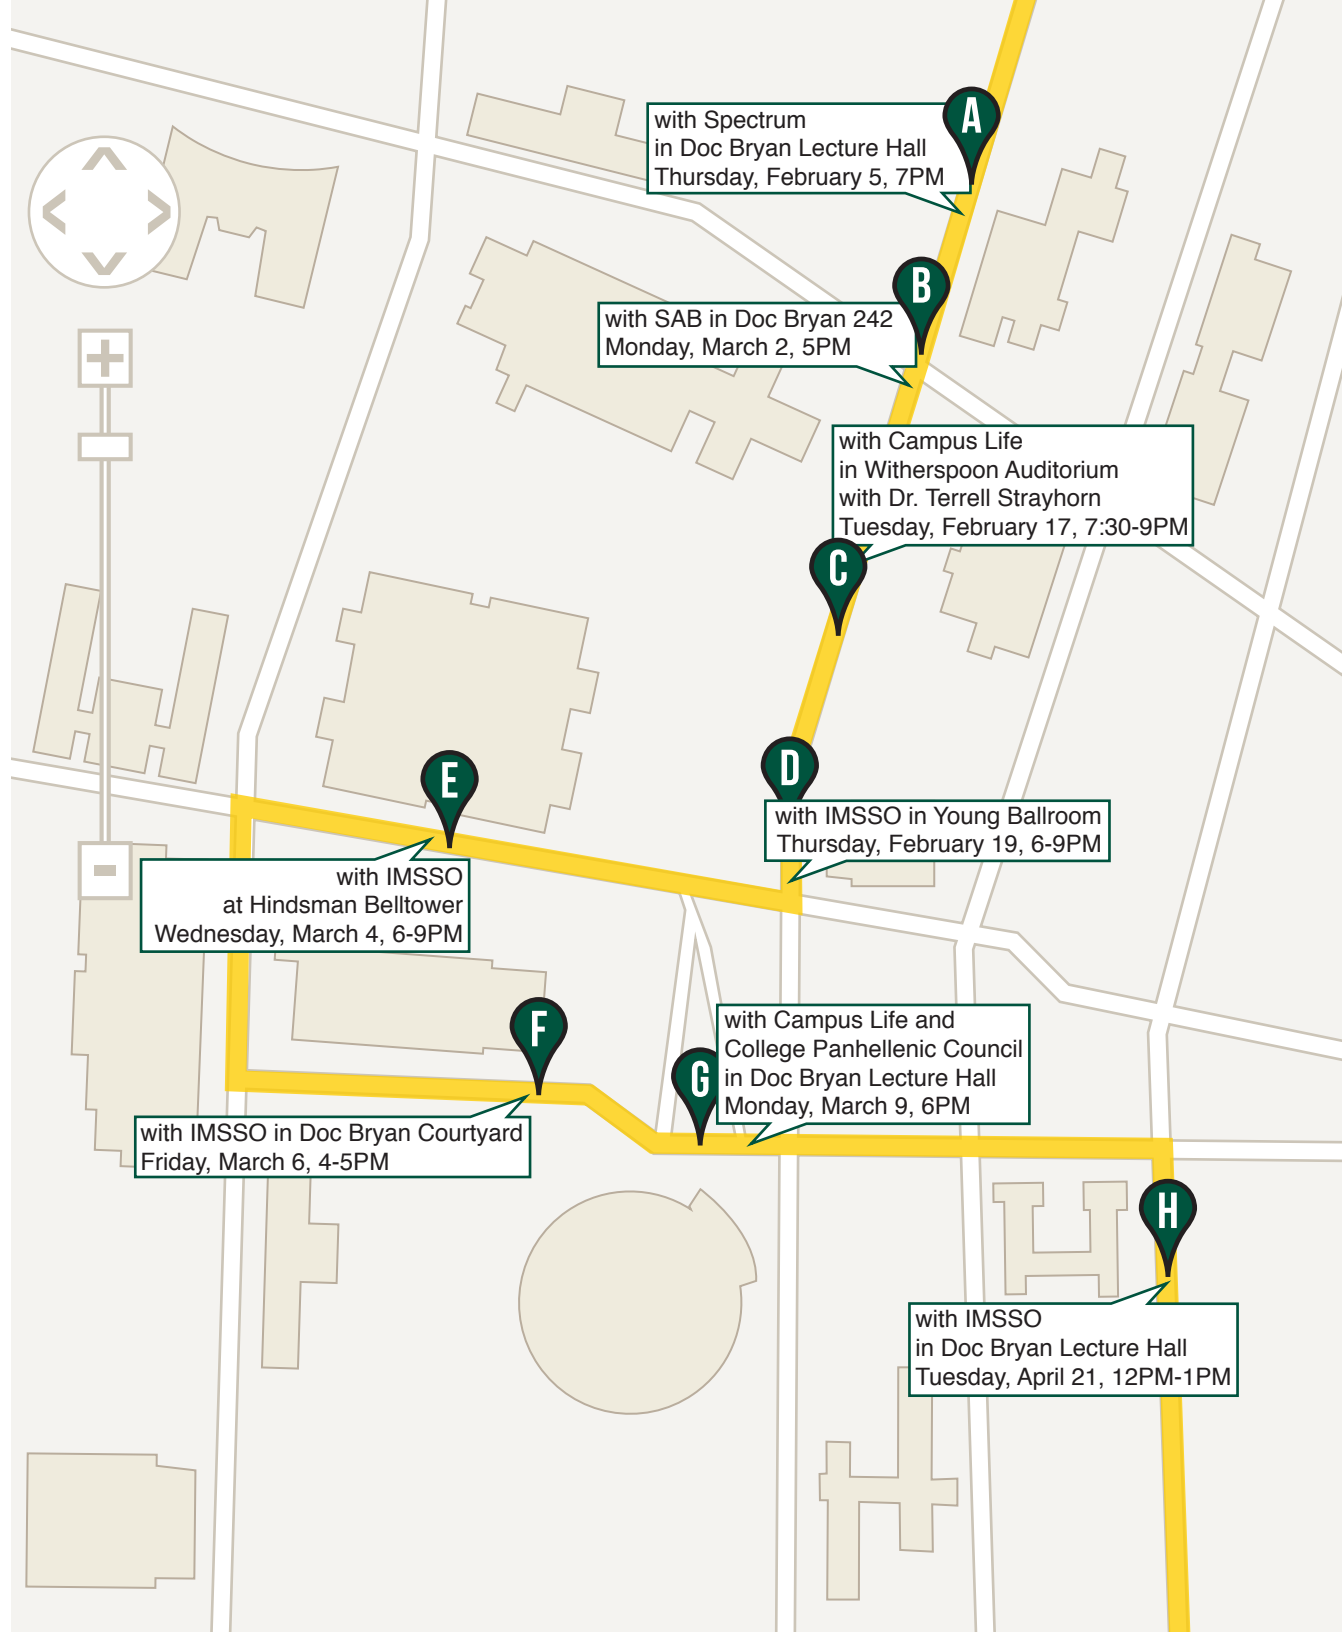 A
with Spectrum
in Doc Bryan Lecture Hall
Thursday, February 5, 7PM
B
with SAB in Doc Bryan 242
Monday, March 2, 5PM
with Campus Life
in Witherspoon Auditorium
with Dr. Terrell Strayhorn
Tuesday, February 17, 7:30-9PM
C
D
with IMSSO in Young Ballroom
Thursday, February 19, 6-9PM
E
with IMSSO
at Hindsman Belltower
Wednesday, March 4, 6-9PM
F
with IMSSO in Doc Bryan Courtyard
Friday, March 6, 4-5PM
G
with Campus Life and
College Panhellenic Council
in Doc Bryan Lecture Hall
Monday, March 9, 6PM
H
with IMSSO
in Doc Bryan Lecture Hall
Tuesday, April 21, 12PM-1PM